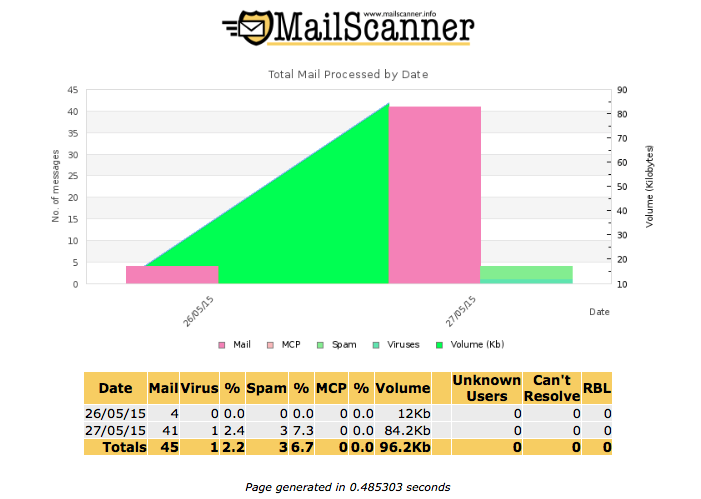 www.mailscanner.info
MailScanner
Total Mail Processed by Date
45
40
35
30
25
20
15
10
5
0
No. of messages
90
80
70
60
50
40
30
20
10
Volume (Kilobytes)
26/05/15
27/05/15
Date
Mail MCP Spam Viruses Volume (Kb)
Date Mail Virus % Spam % MCP % Volume Unknown Users Can't Resolve RBL
26/05/15 4 0 0.0 0 0.0 0 0.0 12Kb 0 0 0
27/05/15 41 1 2.4 3 7.3 0 0.0 84.2Kb 0 0 0
Totals 45 1 2.2 3 6.7 0 0.0 96.2Kb 0 0 0
Page generated in 0.485303 seconds